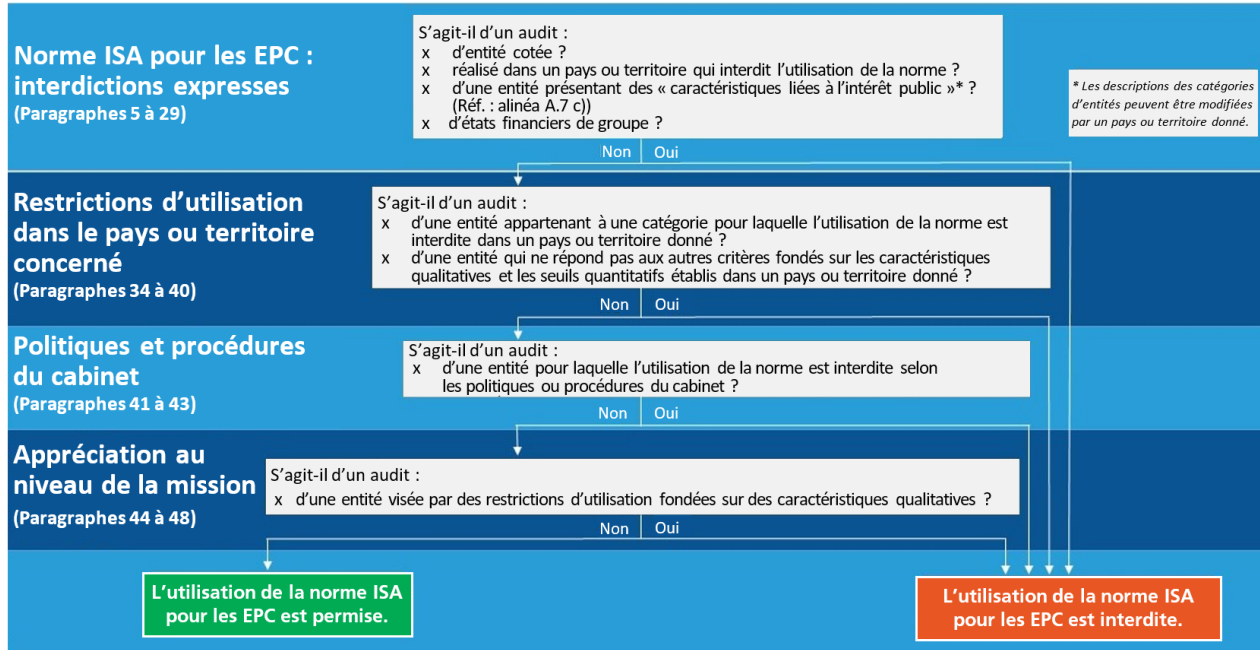 Norme ISA pour les EPC :
interdictions expresses
(Paragraphes 5 à 29)
S’agit-il d’un audit :
x d’entité cotée ?
x réalisé dans un pays ou territoire qui interdit l’utilisation de la norme ?
x d’une entité présentant des « caractéristiques liées à l’intérêt public »* ?
(Réf. : alinéa A.7 c))
x d’états financiers de groupe ?
* Les descriptions des catégories
d’entités peuvent être modifiées
par un pays ou territoire donné.
Non Oui
Restrictions d’utilisation
dans le pays ou territoire
concerné
(Paragraphes 34 à 40)
S’agit-il d’un audit :
x d’une entité appartenant à une catégorie pour laquelle l’utilisation de la norme est
interdite dans un pays ou territoire donné ?
x d’une entité qui ne répond pas aux autres critères fondés sur les caractéristiques
qualitatives et les seuils quantitatifs établis dans un pays ou territoire donné ?
Non Oui
Politiques et procédures
du cabinet
(Paragraphes 41 à 43)
S’agit-il d’un audit :
x d’une entité pour laquelle l’utilisation de la norme est interdite selon
les politiques ou procédures du cabinet ?
Non Oui
Appréciation au
niveau de la mission
(Paragraphes 44 à 48)
S’agit-il d’un audit :
x d’une entité visée par des restrictions d’utilisation fondées sur des caractéristiques qualitatives ?
Non Oui
L’utilisation de la norme ISA
pour les EPC est permise.
L’utilisation de la norme ISA
pour les EPC est interdite.